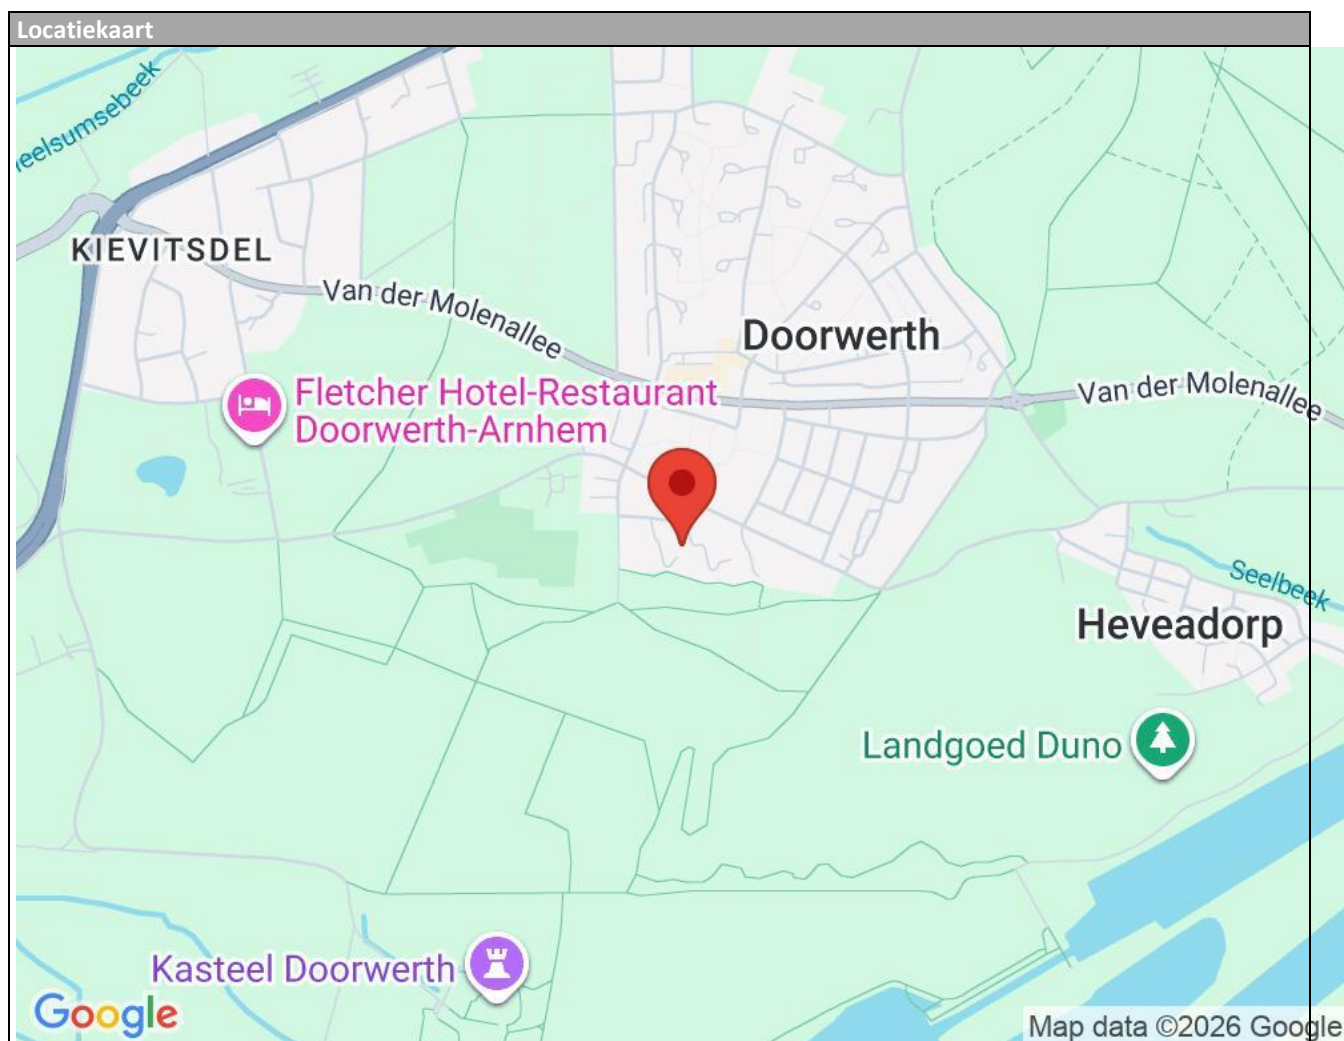 Locatiekaart
eelsumsebeek
KIEVITSDEL
Van der Molenallee
Doorwerth
Fletcher Hotel-Restaurant
Doorwerth-Arnhem
Van der Molenallee
Seelbeek
Heveadorp
Landgoed Duno
Kasteel Doorwerth
Google
Map data ©2026 Google